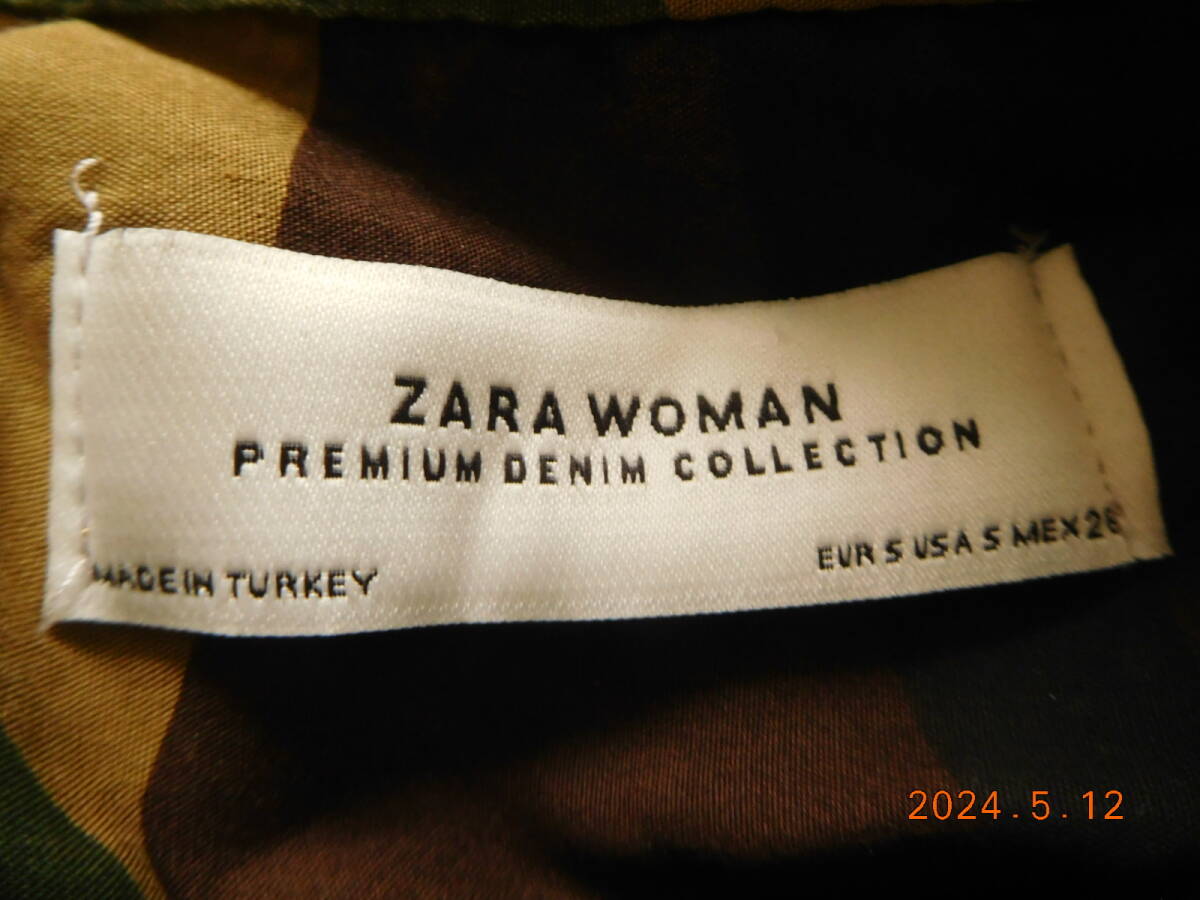 ZARA WOMAN
PREMIUM DENIM COLLECTION
MADE IN TURKEY
EUR S USA S MEX 26
2024.5.12